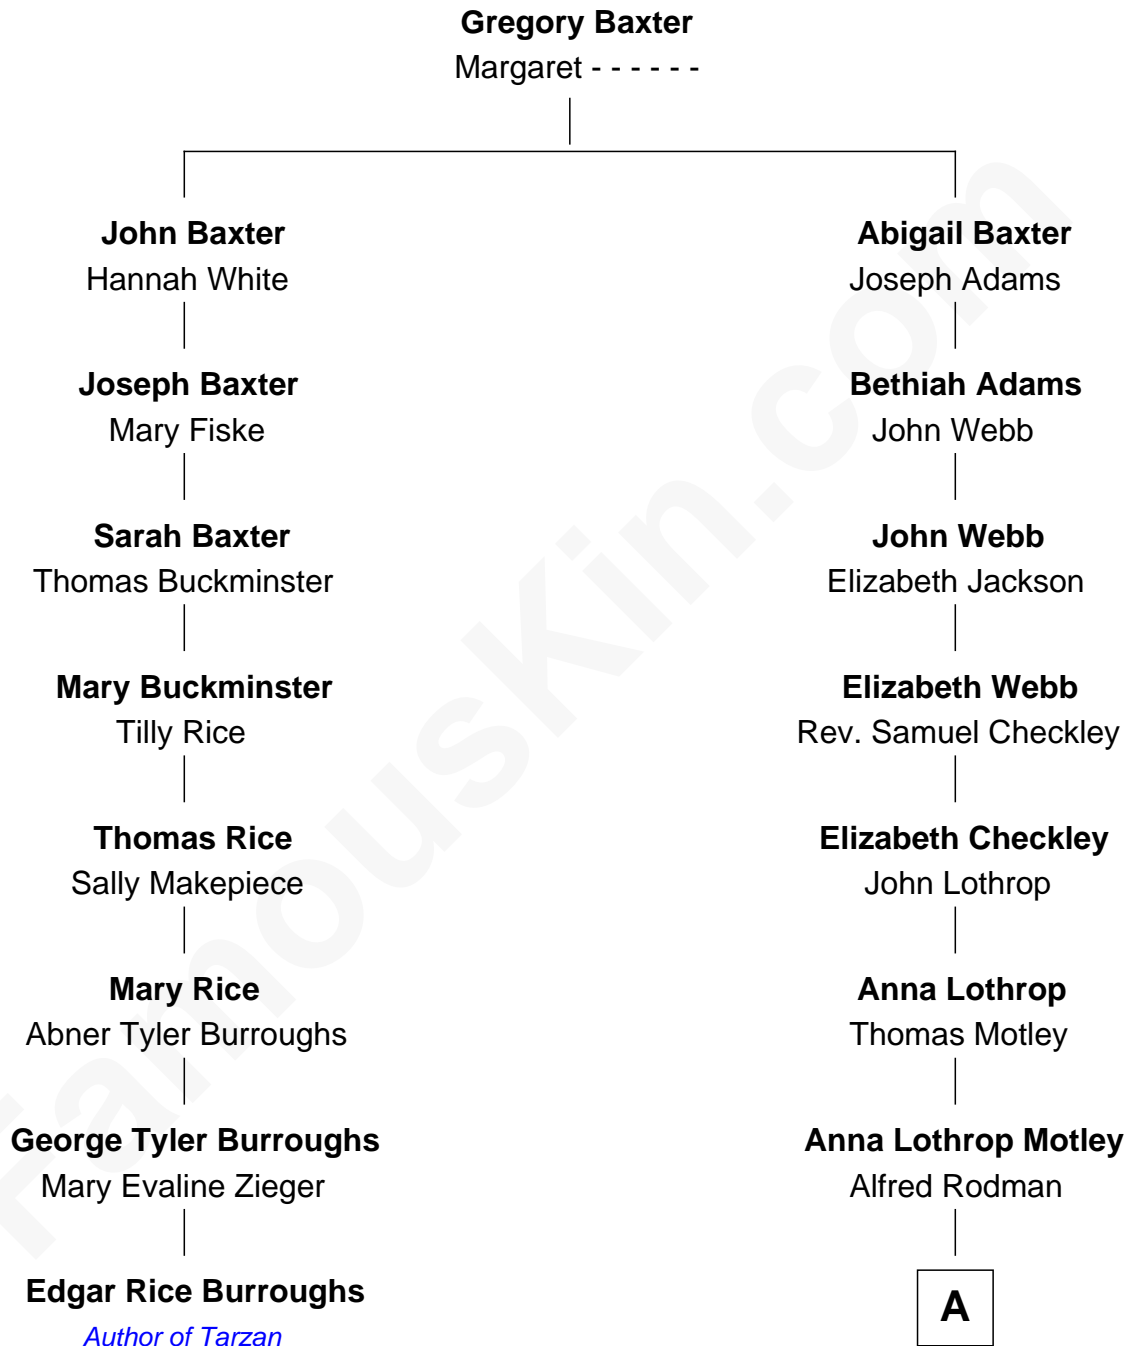 Gregory Baxter
Margaret - - - - - -
John Baxter
Hannah White
Joseph Baxter
Mary Fiske
Sarah Baxter
Thomas Buckminster
Mary Buckminster
Tilly Rice
Thomas Rice
Sally Makepiece
Mary Rice
Abner Tyler Burroughs
George Tyler Burroughs
Mary Evaline Zieger
Edgar Rice Burroughs
Author of Tarzan
Abigail Baxter
Joseph Adams
Bethiah Adams
John Webb
John Webb
Elizabeth Jackson
Elizabeth Webb
Rev. Samuel Checkley
Elizabeth Checkley
John Lothrop
Anna Lothrop
Thomas Motley
Anna Lothrop Motley
Alfred Rodman
A
FamousKin.com